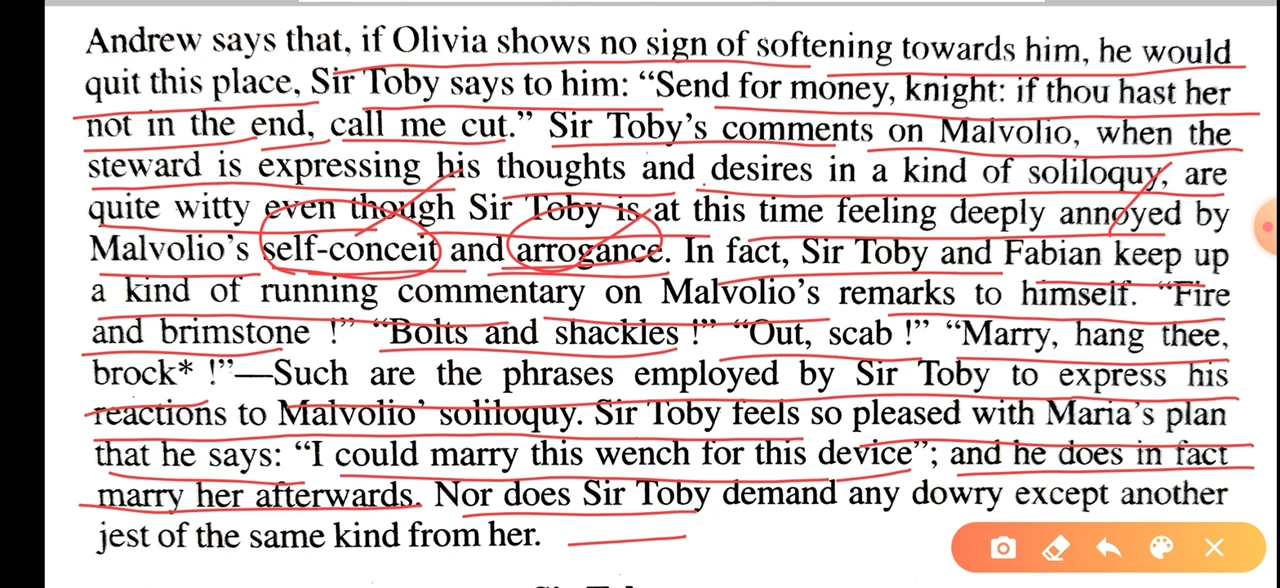 Andrew says that, if Olivia shows no sign of softening towards him, he would
quit this place, Sir Toby says to him: “Send for money, knight: if thou hast her
not in the end, call me cut.” Sir Toby’s comments on Malvolio, when the
steward is expressing his thoughts and desires in a kind of soliloquy, are
quite witty even though Sir Toby is at this time feeling deeply annoyed by
Malvolio’s self-conceit and arrogance. In fact, Sir Toby and Fabian keep up
a kind of running commentary on Malvolio’s remarks to himself. “Fire
and brimstone !” “Bolts and shackles !” “Out, scab !” “Marry, hang thee,
brock* !”—Such are the phrases employed by Sir Toby to express his
reactions to Malvolio’ soliloquy. Sir Toby feels so pleased with Maria’s plan
that he says: “I could marry this wench for this device”; and he does in fact
marry her afterwards. Nor does Sir Toby demand any dowry except another
jest of the same kind from her.